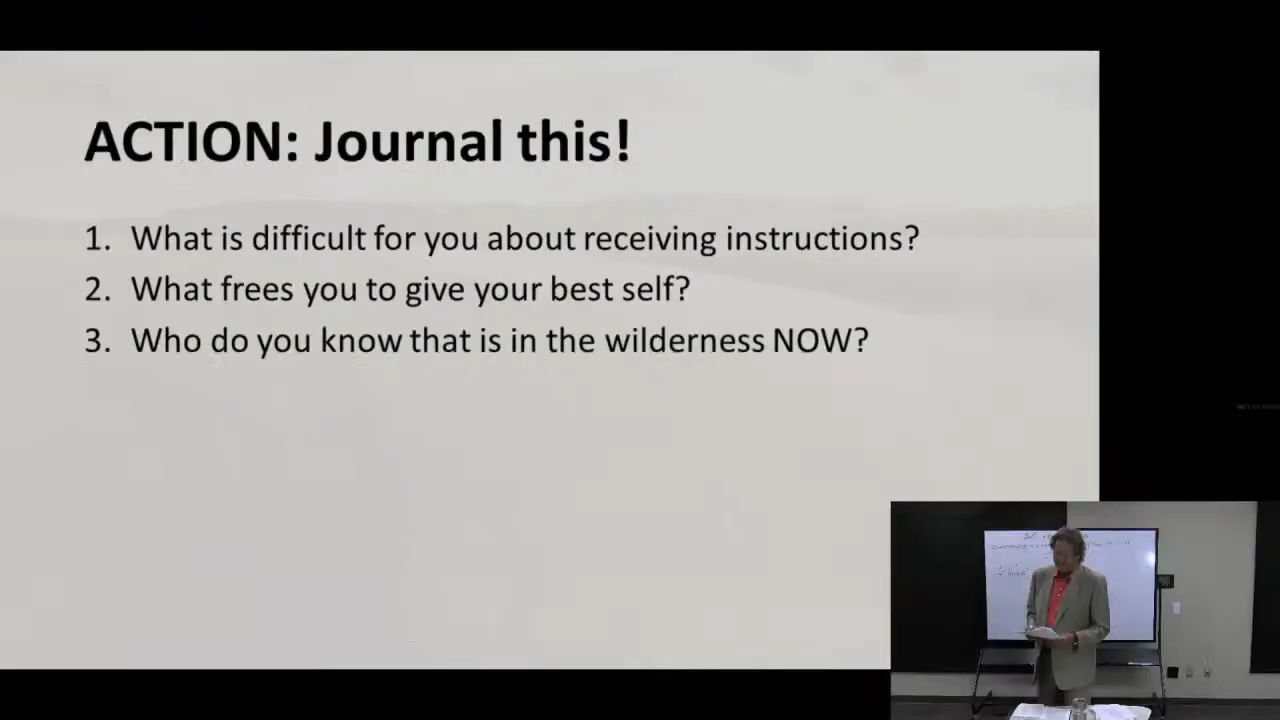 ACTION: Journal this!
1. What is difficult for you about receiving instructions?
2. What frees you to give your best self?
3. Who do you know that is in the wilderness NOW?